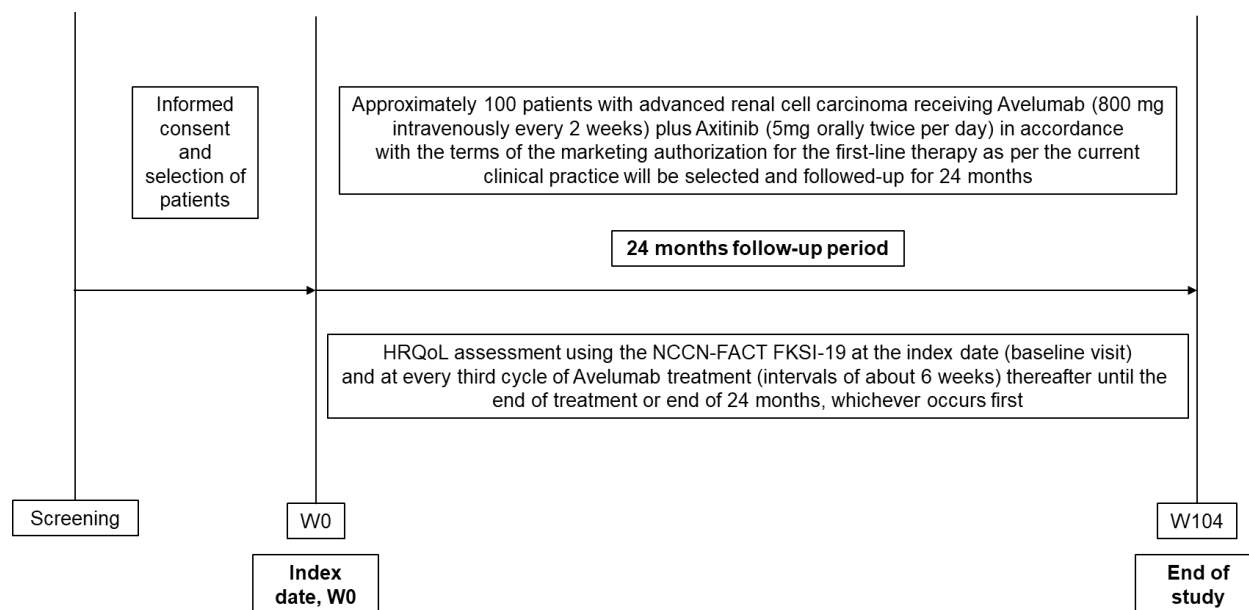 Informed
consent
and
selection of
patients
Approximately 100 patients with advanced renal cell carcinoma receiving Avelumab (800 mg
intravenously every 2 weeks) plus Axitinib (5mg orally twice per day) in accordance
with the terms of the marketing authorization for the first-line therapy as per the current
clinical practice will be selected and followed-up for 24 months
24 months follow-up period
HRQoL assessment using the NCCN-FACT FKSI-19 at the index date (baseline visit)
and at every third cycle of Avelumab treatment (intervals of about 6 weeks) thereafter until the
end of treatment or end of 24 months, whichever occurs first
Screening
W0
W104
Index
date, W0
End of
study